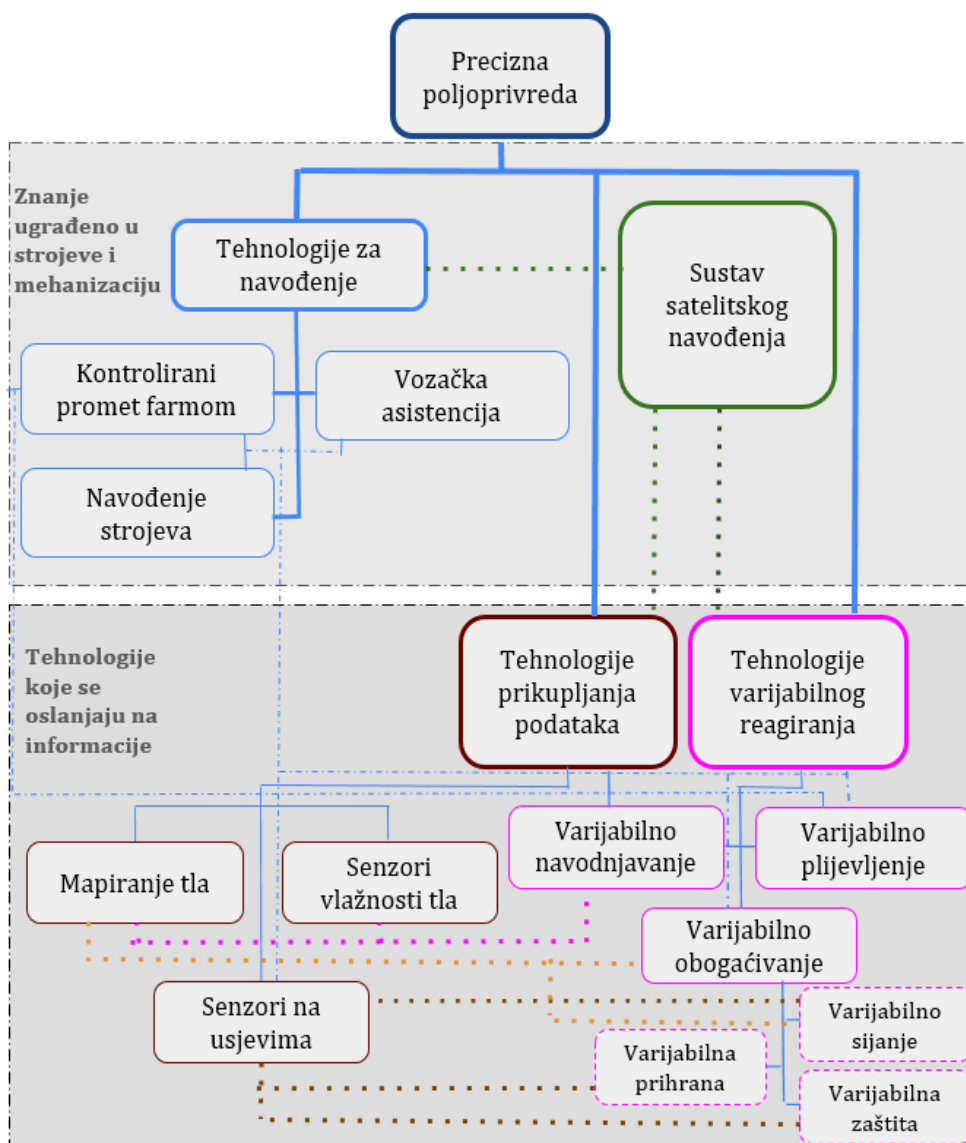 Precizna
poljoprivreda
Znanje
ugrađeno u
strojeve i
mehanizaciju
Tehnologije za
navođenje
Sustav
satelitskog
navođenja
Kontrolirani
promet farmom
Vozačka
asistencija
Navođenje
strojeva
Tehnologije
koje se
oslanjaju na
informacije
Tehnologije
prikupljanja
podataka
Tehnologije
varijabilnog
reagiranja
Mapiranje tla
Senzori
vlažnosti tla
Varijabilno
navodnjavanje
Varijabilno
plijevljenje
Varijabilno
obogaćivanje
Senzori na
usjevima
Varijabilno
sijanje
Varijabilna
prihrana
Varijabilna
zaštita